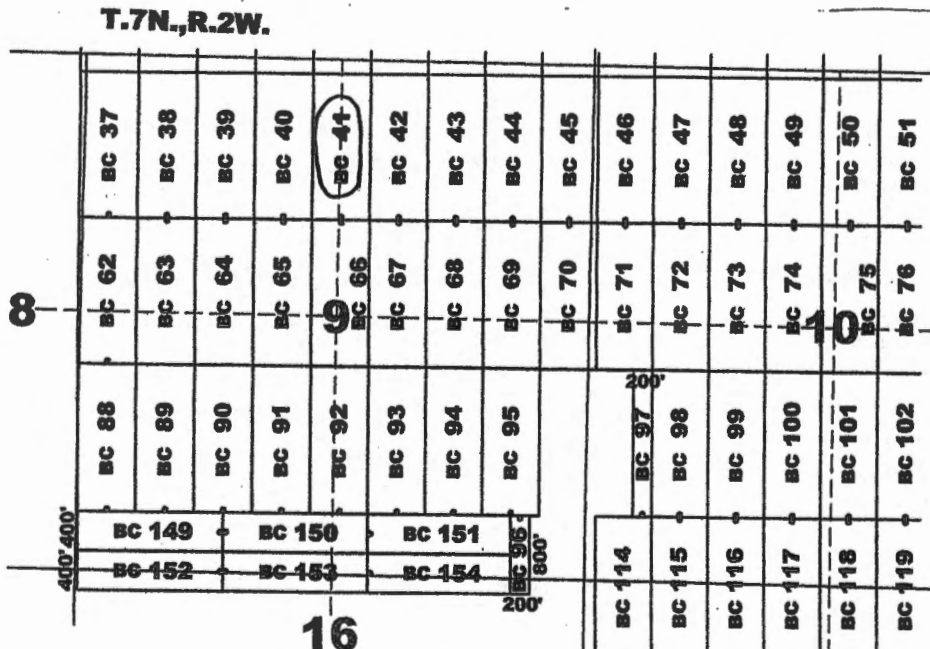 T.7N.,R.2W.
BC 37
BC 38
BC 39
BC 40
BC 41
BC 42
BC 43
BC 44
BC 45
BC 46
BC 47
BC 48
BC 49
BC 50
BC 51
BC 62
BC 63
BC 64
BC 65
BC 66
BC 67
BC 68
BC 69
BC 70
BC 71
BC 72
BC 73
BC 74
BC 75
BC 76
8
9
10
200'
BC 88
BC 89
BC 90
BC 91
BC 92
BC 93
BC 94
BC 95
BC 97
BC 98
BC 99
BC 100
BC 101
BC 102
400'
BC 149
BC 150
BC 151
BC 96
800'
400'
BC 152
BC 153
BC 154
200'
BC 114
BC 115
BC 116
BC 117
BC 118
BC 119
16